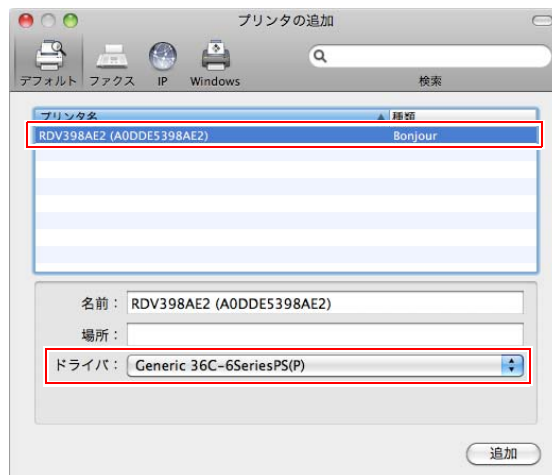 プリンタの追加
デフォルト ファクス IP Windows 検索
プリンタ名 種類
RDV398AE2 (A0DDE5398AE2) Bonjour
名前： RDV398AE2 (A0DDE5398AE2)
場所：
ドライバ： Generic 36C-6SeriesPS(P)
追加